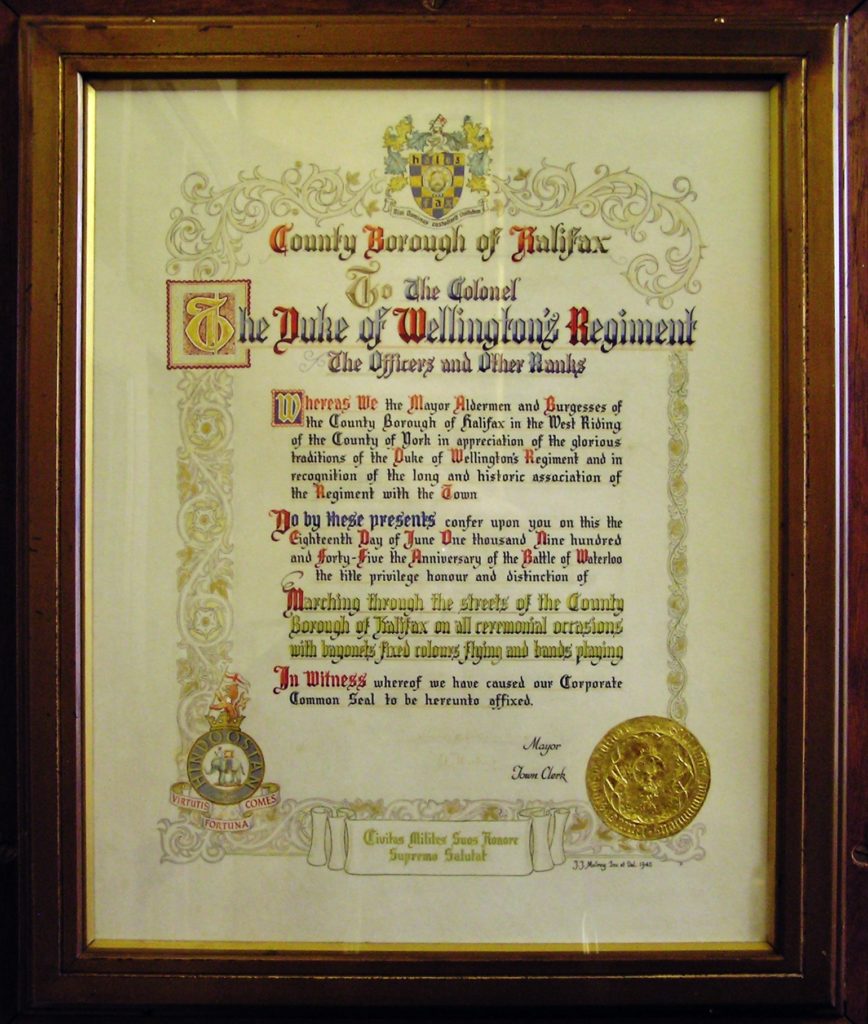 halez
fax
County Borough of Halifax
To The Colonel
The Duke of Wellington's Regiment
The Officers and Other Ranks
Whereas We the Mayor Aldermen and Burgesses of
the County Borough of Halifax in the West Riding
of the County of York in appreciation of the glorious
traditions of the Duke of Wellington's Regiment and in
recognition of the long and historic association of
the Regiment with the Town
Do by these presents confer upon you on this the
Eighteenth Day of June One thousand Nine hundred
and Forty-Five the Anniversary of the Battle of Waterloo
the title privilege honour and distinction of
Marching through the streets of the County
Borough of Halifax on all ceremonial occasions
with bayonets fixed colours flying and bands playing
In Witness whereof we have caused our Corporate
Common Seal to be hereunto affixed.
Mayor
Town Clerk
HINDOOSTAN
VIRTUTIS FORTUNA COMES
Civitas Milites Suos Honore
Supremo Salutat
1945